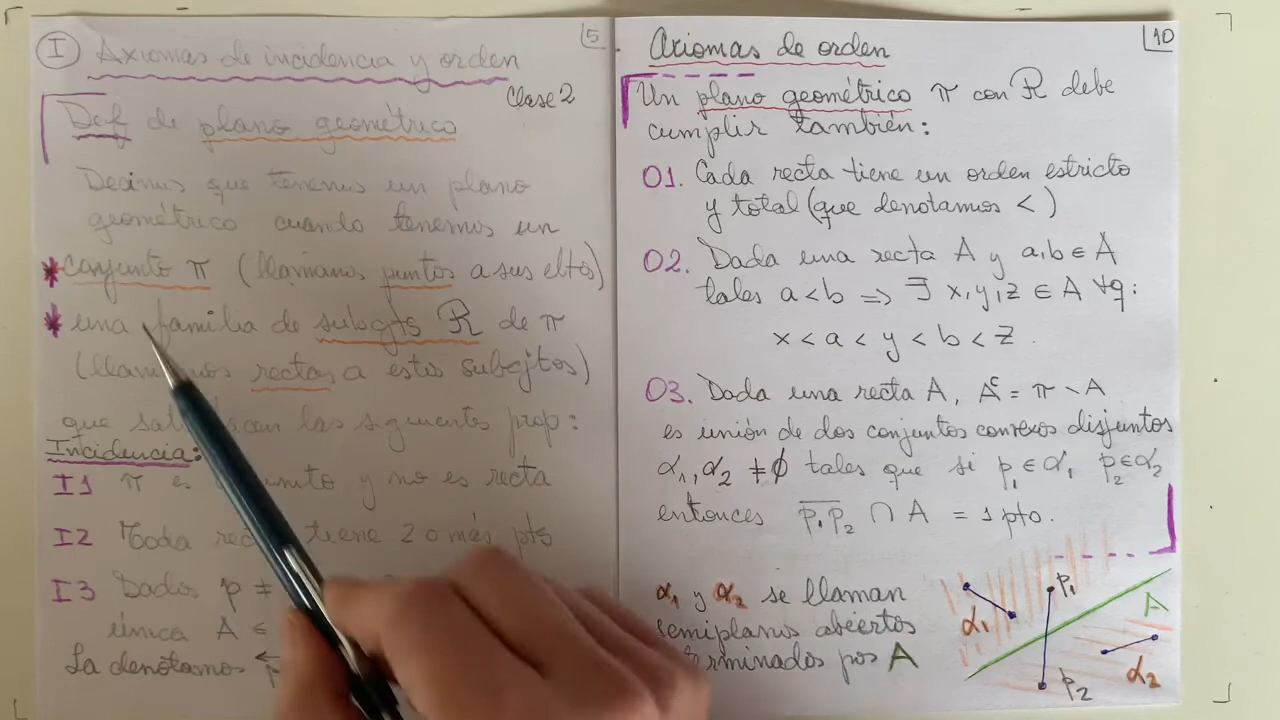 I Axiomas de incidencia y orden
5
Clase 2
Def de plano geométrico
Decimos que tenemos un plano
geométrico cuando tenemos un
* conjunto π (llamamos puntos a sus eltos)
* una familia de subcjts R de π
(llamamos rectas a estos subcjtos)
que las siguientes prop:
Incidencia:
I1 π es y no es recta
I2 Toda tiene 2 o más pts
I3 Dados p ≠
única A ∈
La denotamos
Axiomas de orden
10
Un plano geométrico π con R debe
cumplir también:
O1. Cada recta tiene un orden estricto
y total (que denotamos <)
O2. Dada una recta A y a,b ∈ A
tales a < b => ∃ x,y,z ∈ A tq:
x < a < y < b < z.
O3. Dada una recta A, Aᶜ = π \ A
es unión de dos conjuntos convexos disjuntos
α₁, α₂ ≠ ∅ tales que si p₁ ∈ α₁ p₂ ∈ α₂
entonces p₁p₂ ∩ A = 1 pto.
α₁ y α₂ se llaman
semiplanos abiertos
por A
α₁
p₁
A
p₂
α₂